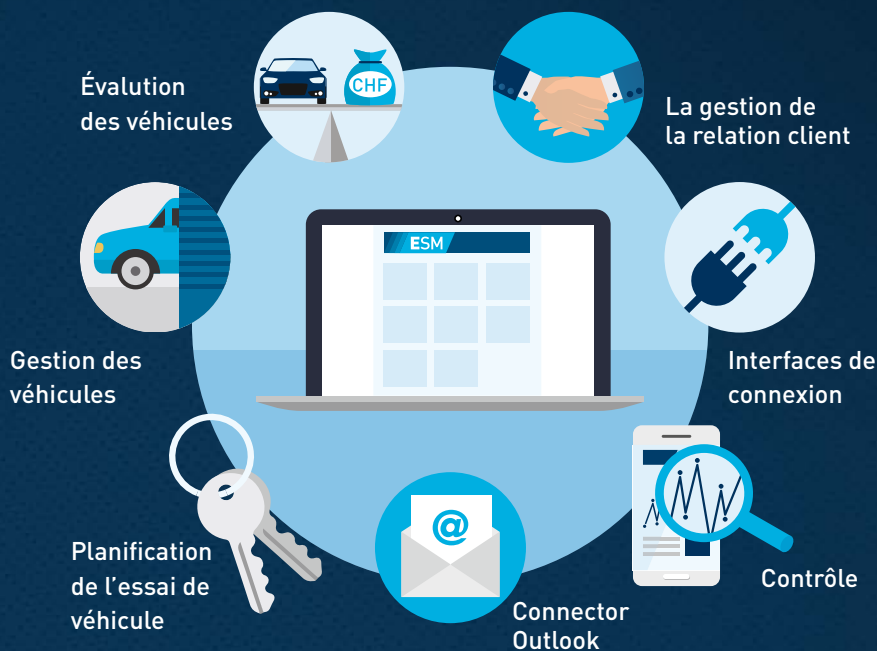 Évalution
des véhicules
CHF
La gestion de
la relation client
ESM
Gestion des
véhicules
Interfaces de
connexion
Planification
de l’essai de
véhicule
@
Connector
Outlook
Contrôle